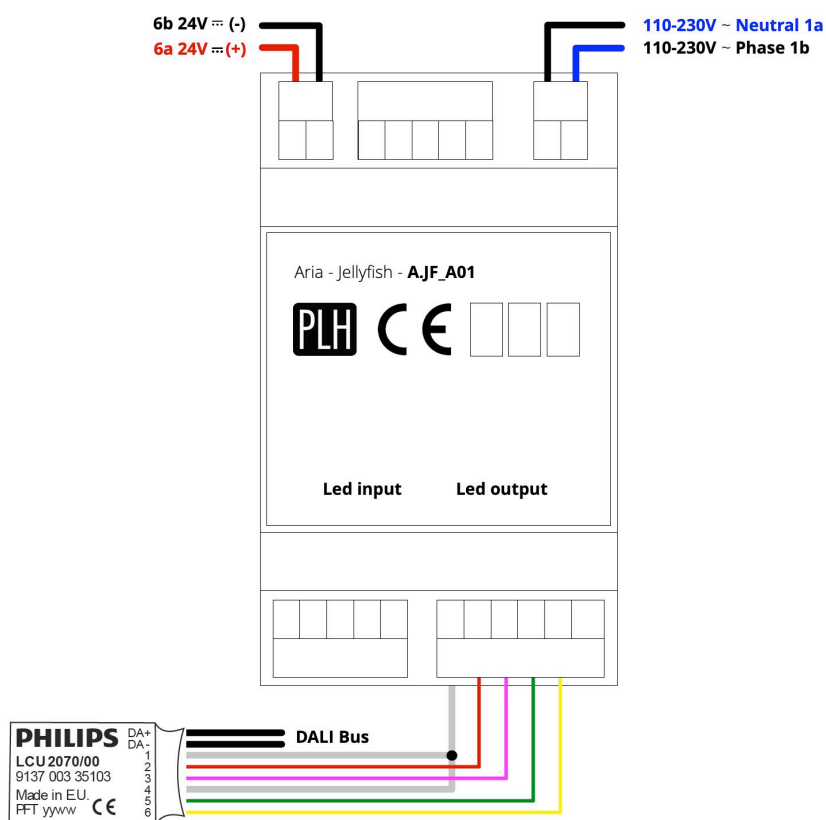 6b 24V ⎓ (-)
6a 24V ⎓ (+)
110-230V ~ Neutral 1a
110-230V ~ Phase 1b
Aria - Jellyfish - A.JF_A01
PLH CE
Led input Led output
DALI Bus
PHILIPS
LCU 2070/00
9137 003 35103
Made in E.U.
PFT yyww CE
DA+
DA-
1
2
3
4
5
6